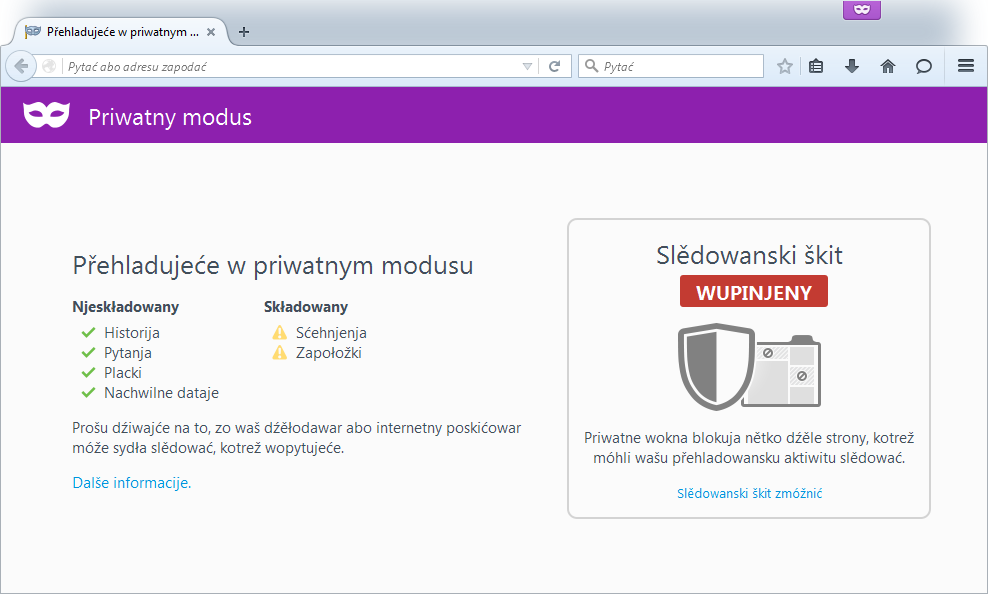 Přehladujeće w priwatnym ...
Pytać abo adresu zapodać
Pytać
Priwatny modus
Přehladujeće w priwatnym modusu
Njeskładowany
Historija
Pytanja
Placki
Nachwilne dataje
Składowany
Sćehnjenja
Zapołožki
Prošu dźiwajće na to, zo waš dźěłodawar abo internetny poskićowar
móže sydła slědować, kotrež wopytujeće.
Dalše informacije.
Slědowanski škit
WUPINJENY
Priwatne wokna blokuja nětko dźěle strony, kotrež
móhli wašu přehladowansku aktiwitu slědować.
Slědowanski škit zmóžnić